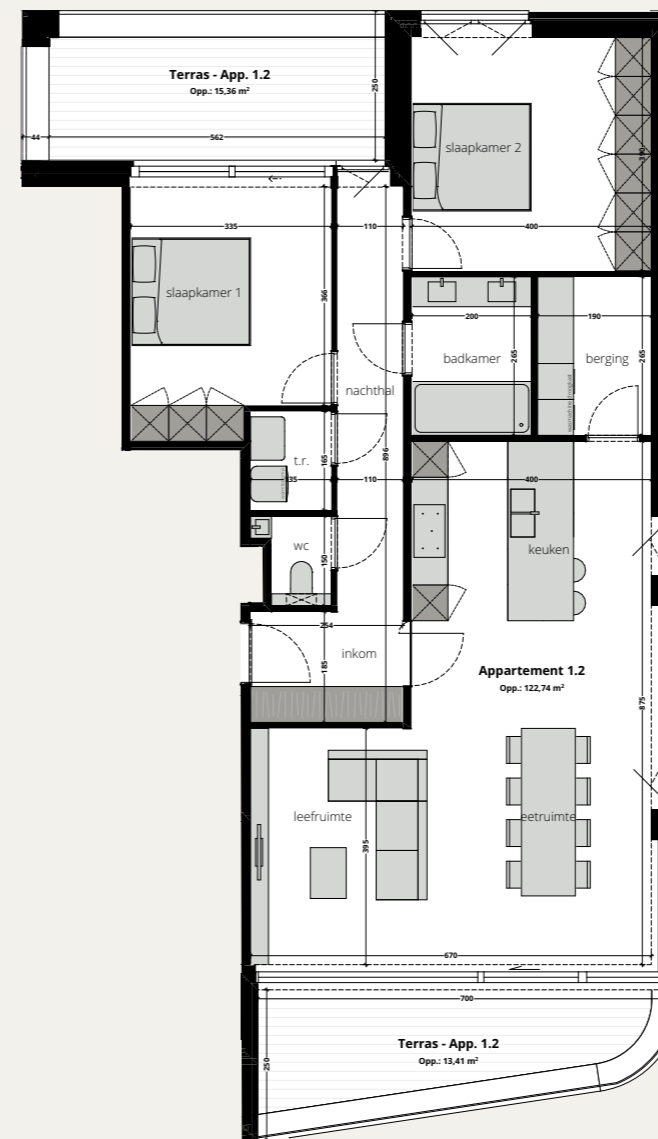 Terras - App. 1.2
Opp.: 15,36 m²
250
44
562
slaapkamer 2
390
335
110
400
slaapkamer 1
366
200
190
badkamer
265
berging
265
nachthal
896
t.r.
165
135
110
400
wc
150
keuken
254
inkom
185
Appartement 1.2
Opp.: 122,74 m²
875
leefruimte
eetruimte
395
670
700
Terras - App. 1.2
Opp.: 13,41 m²
250